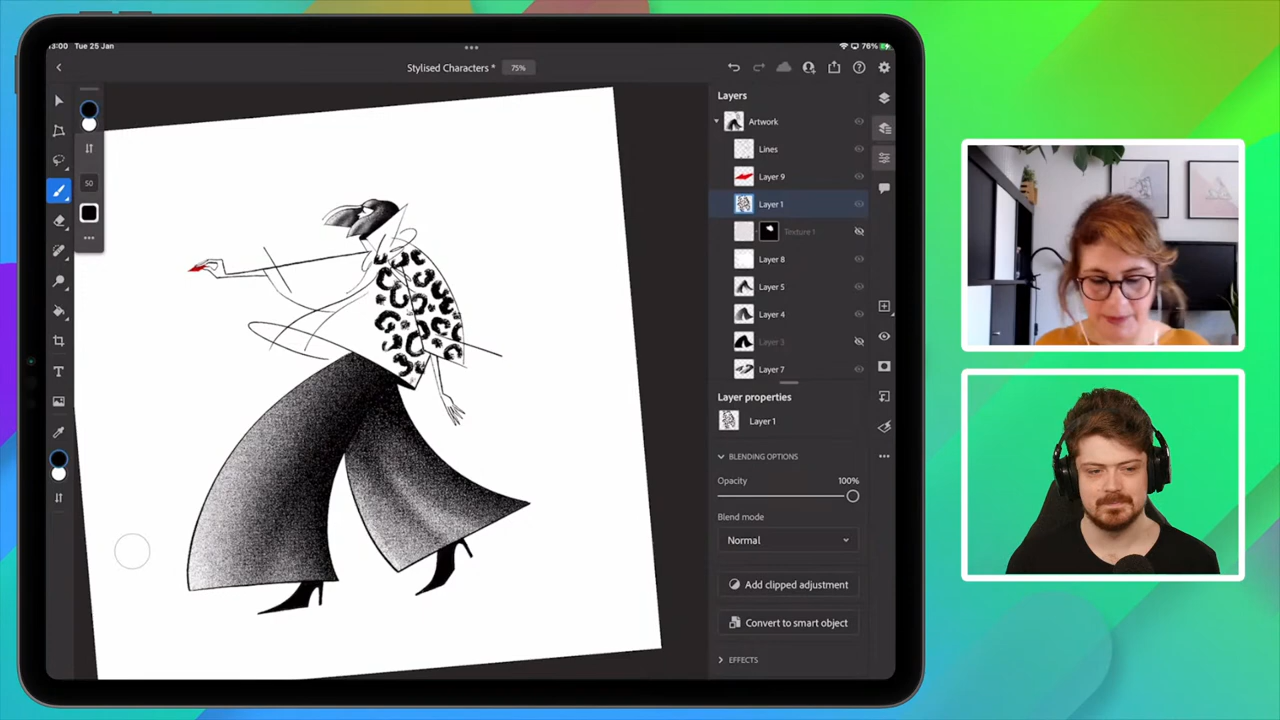 13:00 Tue 25 Jan
76%
Stylised Characters *
75%
50
Layers
Artwork
Lines
Layer 9
Layer 1
Texture 1
Layer 8
Layer 5
Layer 4
Layer 3
Layer 7
Layer properties
Layer 1
BLENDING OPTIONS
Opacity 100%
Blend mode
Normal
Add clipped adjustment
Convert to smart object
EFFECTS